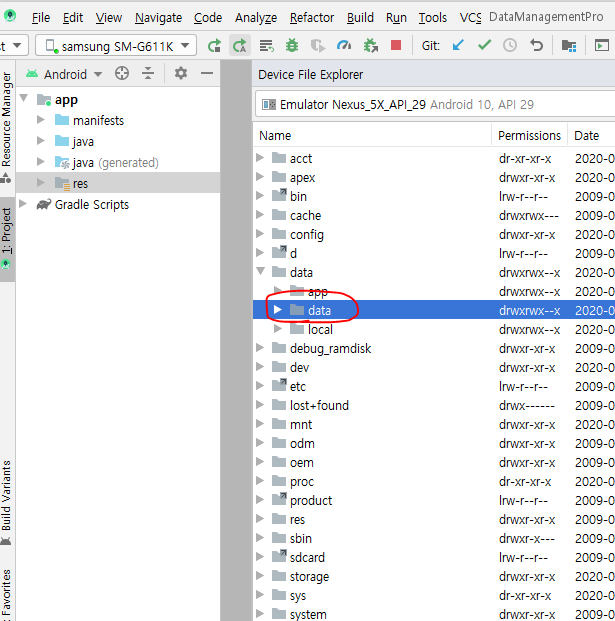 File Edit View Navigate Code Analyze Refactor Build Run Tools VCS DataManagementPro
st samsung SM-G611K Git:
Resource Manager
1: Project
Build Variants
Favorites
Android
app
manifests
java
java (generated)
res
Gradle Scripts
Device File Explorer
Emulator Nexus_5X_API_29 Android 10, API 29
Name Permissions Date
acct dr-xr-xr-x 2020-0
apex drwxr-xr-x 2020-0
bin lrw-r--r-- 2009-0
cache drwxrwx--- 2009-0
config drwxr-xr-x 2020-0
d lrw-r--r-- 2009-0
data drwxrwx--x 2020-0
app drwxrwx--x 2020-0
data drwxrwx--x 2020-0
local drwxrwx--x 2020-0
debug_ramdisk drwxr-xr-x 2009-0
dev drwxr-xr-x 2020-0
etc lrw-r--r-- 2009-0
lost+found drwx------ 2009-0
mnt drwxr-xr-x 2020-0
odm drwxr-xr-x 2009-0
oem drwxr-xr-x 2009-0
proc dr-xr-xr-x 2020-0
product lrw-r--r-- 2009-0
res drwxr-xr-x 2009-0
sbin drwxr-x--- 2009-0
sdcard lrw-r--r-- 2009-0
storage drwxr-xr-x 2020-0
sys dr-xr-xr-x 2020-0
system drwxr-xr-x 2009-0